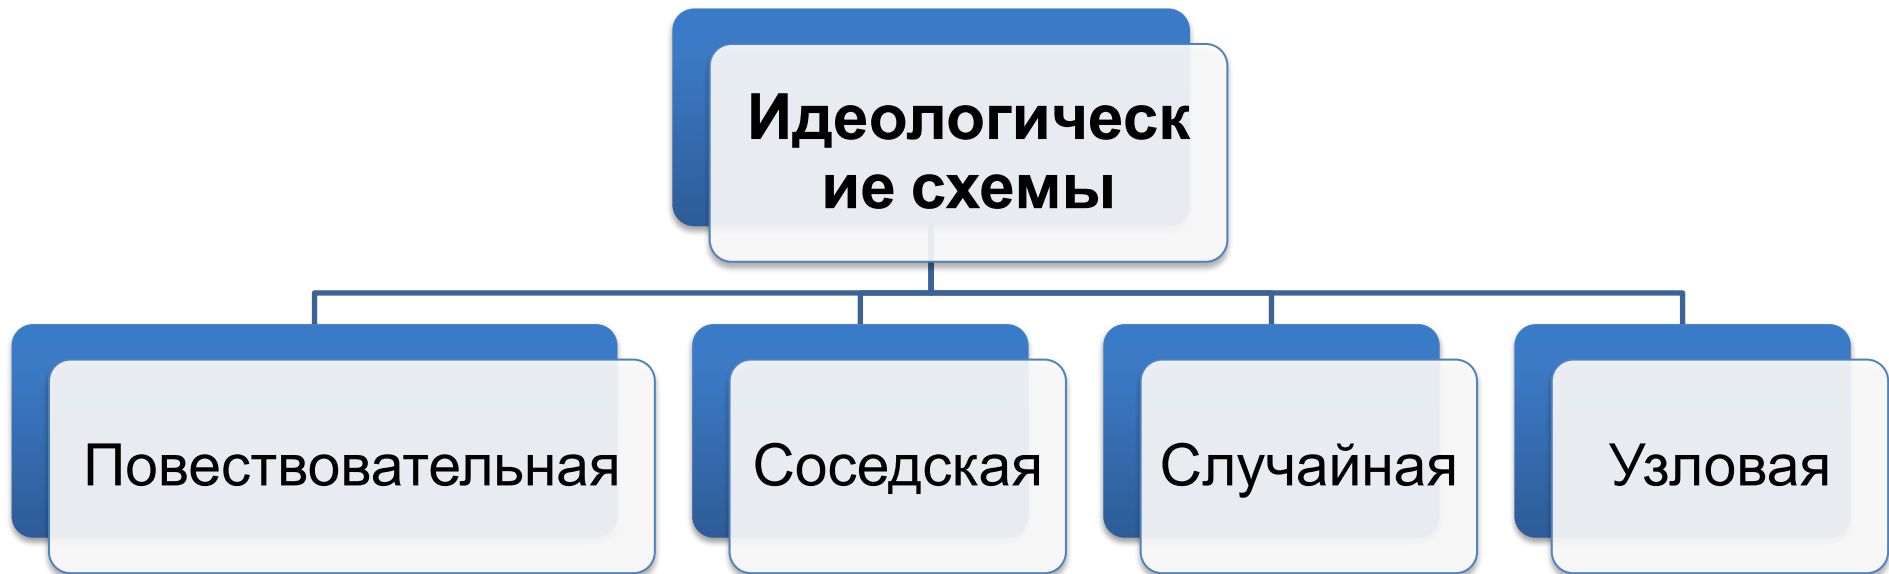 Идеологическ
ие схемы
Повествовательная
Соседская
Случайная
Узловая